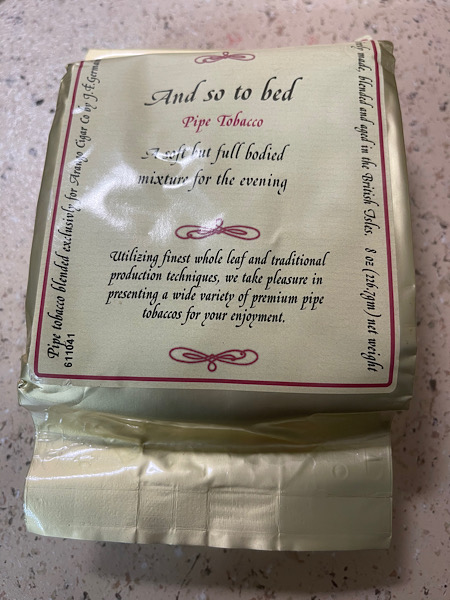 And so to bed
Pipe Tobacco
A soft but full bodied
mixture for the evening
Utilizing finest whole leaf and traditional
production techniques, we take pleasure in
presenting a wide variety of premium pipe
tobaccos for your enjoyment.
Pipe tobacco blended exclusivly for Arango Cigar Co by J.F.Germa
611041
made, blended and aged in the British Isles. 8 oz (226.7gm) net weight